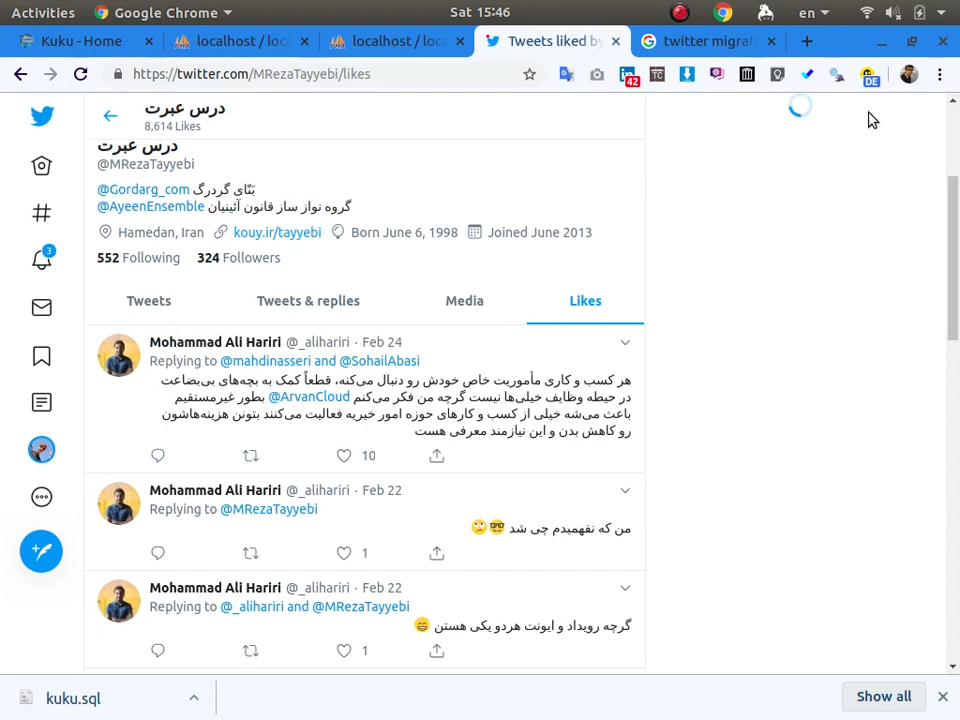 Activities
Google Chrome
Sat 15:46
en
Kuku - Home
localhost / loca
localhost / loca
Tweets liked by
twitter migrat
https://twitter.com/MRezaTayyebi/likes
42
TC
DE
درس عبرت
8,614 Likes
درس عبرت
@MRezaTayyebi
@Gordarg_com بَنّای گردرگ
@AyeenEnsemble گروه نواز ساز قانون آئینیان
Hamedan, Iran kouy.ir/tayyebi Born June 6, 1998 Joined June 2013
552 Following 324 Followers
Tweets Tweets & replies Media Likes
3
Mohammad Ali Hariri @_alihariri · Feb 24
Replying to @mahdinasseri and @SohailAbasi
هر کسب و کاری مأموریت خاص خودش رو دنبال می‌کنه، قطعاً کمک به بچه‌های بی‌بضاعت
در حیطه وظایف خیلی‌ها نیست گرچه من فکر می‌کنم @ArvanCloud بطور غیرمستقیم
باعث می‌شه خیلی از کسب و کارهای حوزه امور خیریه فعالیت می‌کنند بتونن هزینه‌هاشون
رو کاهش بدن و این نیازمند معرفی هست
10
Mohammad Ali Hariri @_alihariri · Feb 22
Replying to @MRezaTayyebi
من که نفهمیدم چی شد 🤓🙄
1
Mohammad Ali Hariri @_alihariri · Feb 22
Replying to @_alihariri and @MRezaTayyebi
گرچه رویداد و ایونت هردو یکی هستن 😁
1
kuku.sql
Show all